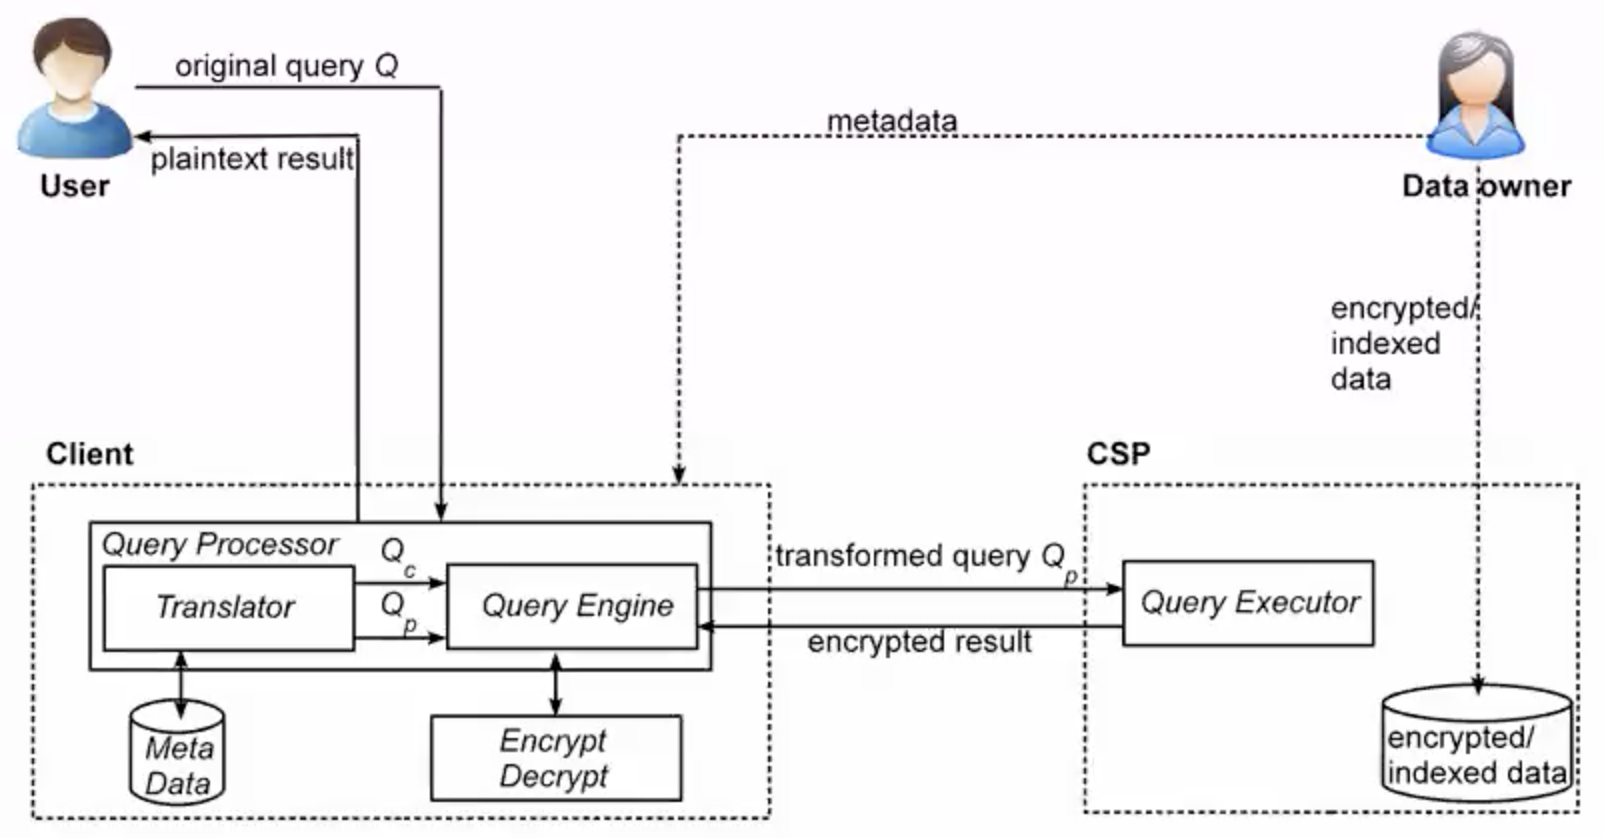 original query Q
plaintext result
User
metadata
Data owner
encrypted/
indexed
data
Client
CSP
Query Processor
Qc
Qp
Translator
Query Engine
transformed query Qp
encrypted result
Query Executor
Meta
Data
Encrypt
Decrypt
encrypted/
indexed data